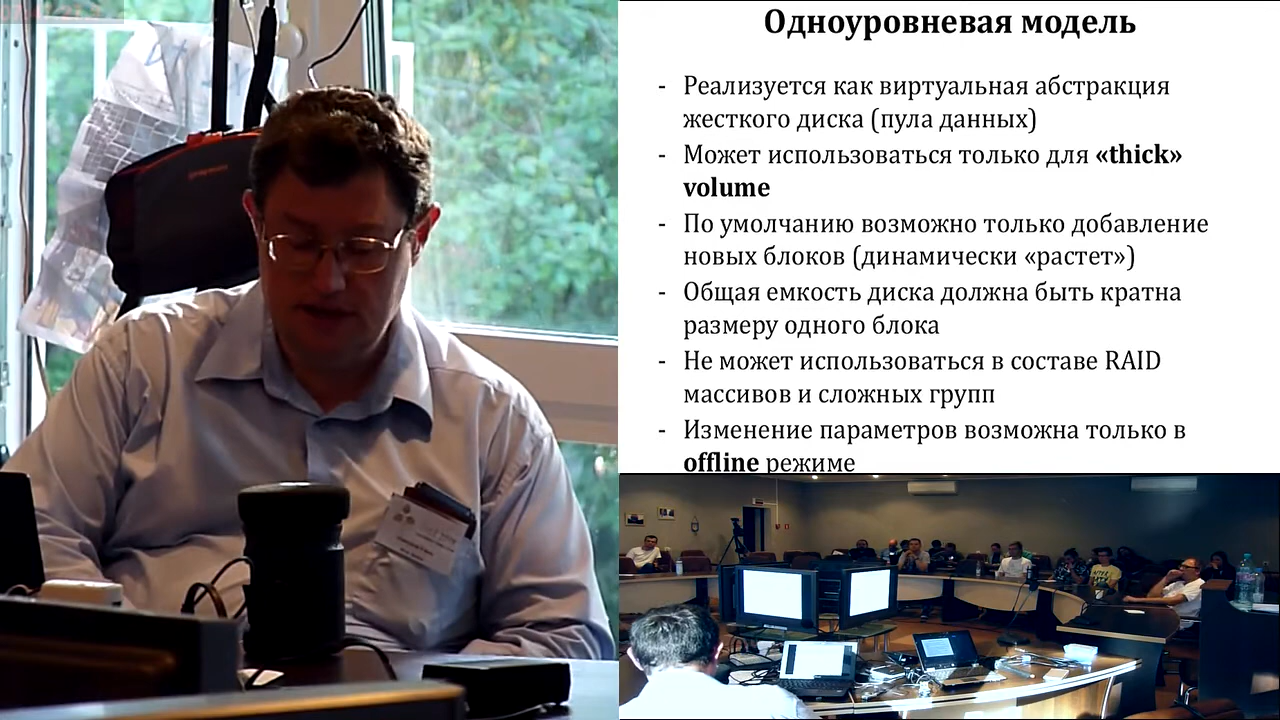 Одноуровневая модель
- Реализуется как виртуальная абстракция
жесткого диска (пула данных)
- Может использоваться только для «thick»
volume
- По умолчанию возможно только добавление
новых блоков (динамически «растет»)
- Общая емкость диска должна быть кратна
размеру одного блока
- Не может использоваться в составе RAID
массивов и сложных групп
- Изменение параметров возможна только в
offline режиме